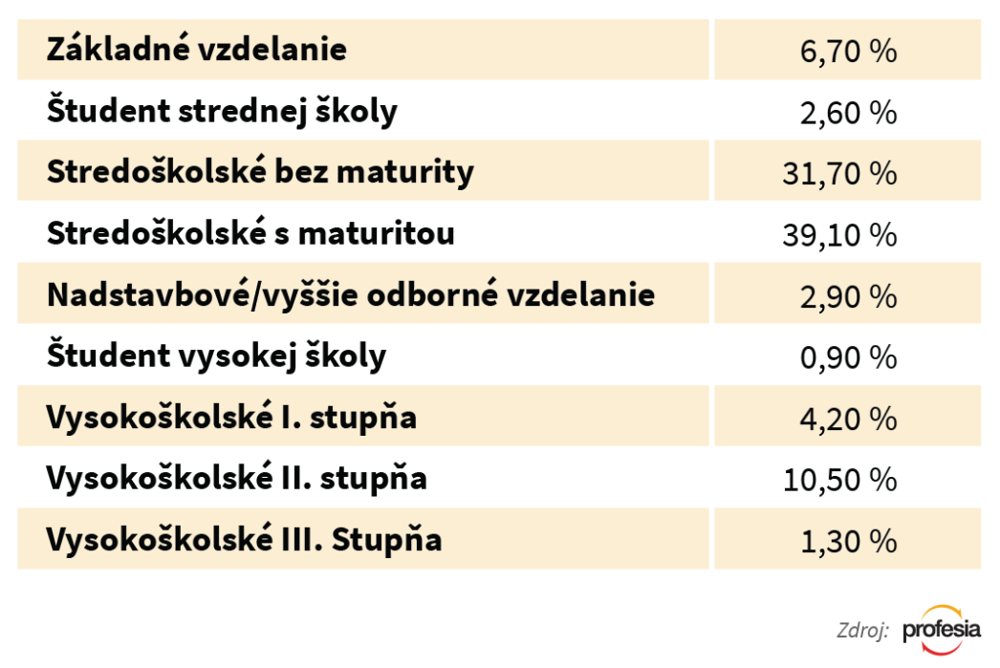 Základné vzdelanie 6,70 %
Študent strednej školy 2,60 %
Stredoškolské bez maturity 31,70 %
Stredoškolské s maturitou 39,10 %
Nadstavbové/vyššie odborné vzdelanie 2,90 %
Študent vysokej školy 0,90 %
Vysokoškolské I. stupňa 4,20 %
Vysokoškolské II. stupňa 10,50 %
Vysokoškolské III. Stupňa 1,30 %
Zdroj: profesia